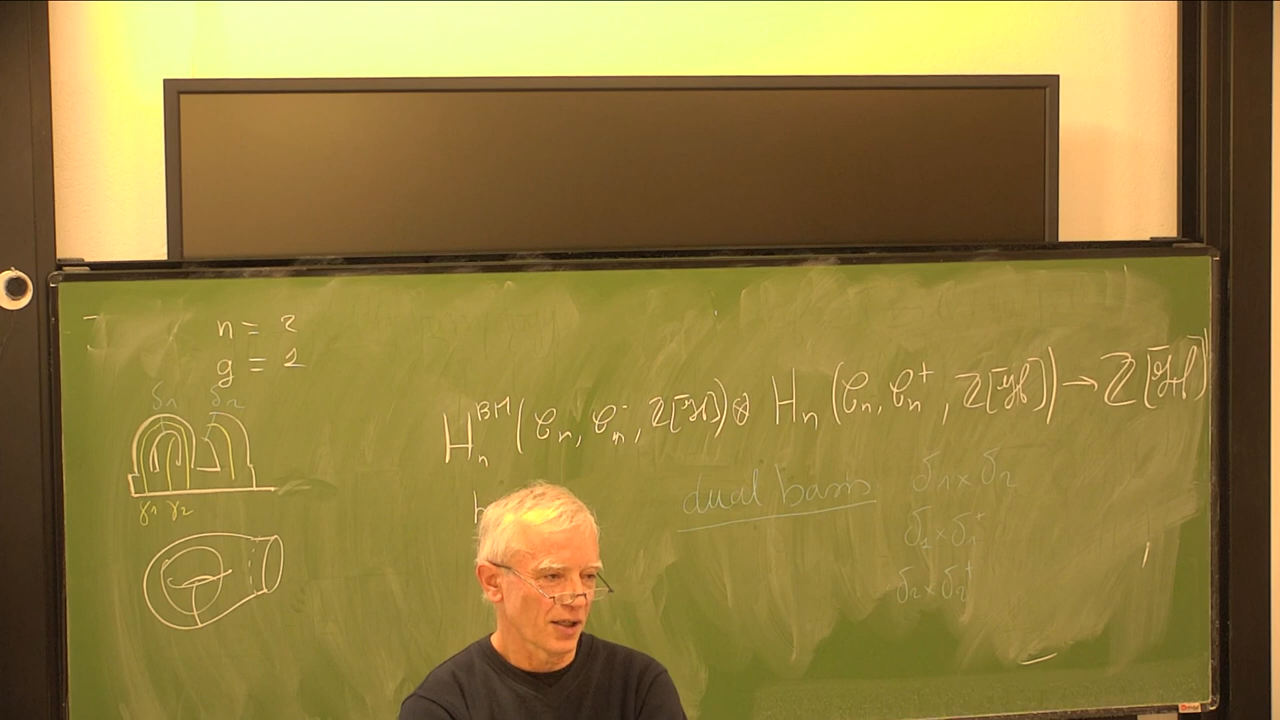 n = 2
g = 1
δ₁ δ₂
γ₁ γ₂
H_n^{BM}(𝒞_n, 𝒞_n^-, ℤ[ℋ]) ⊗ H_n(𝒞_n, 𝒞_n^+, ℤ[ℋ]) → ℤ[ℋ]
dual basis
δ₁ × δ₂
δ₁ × δ₁⁺
δ₂ × δ₂⁺